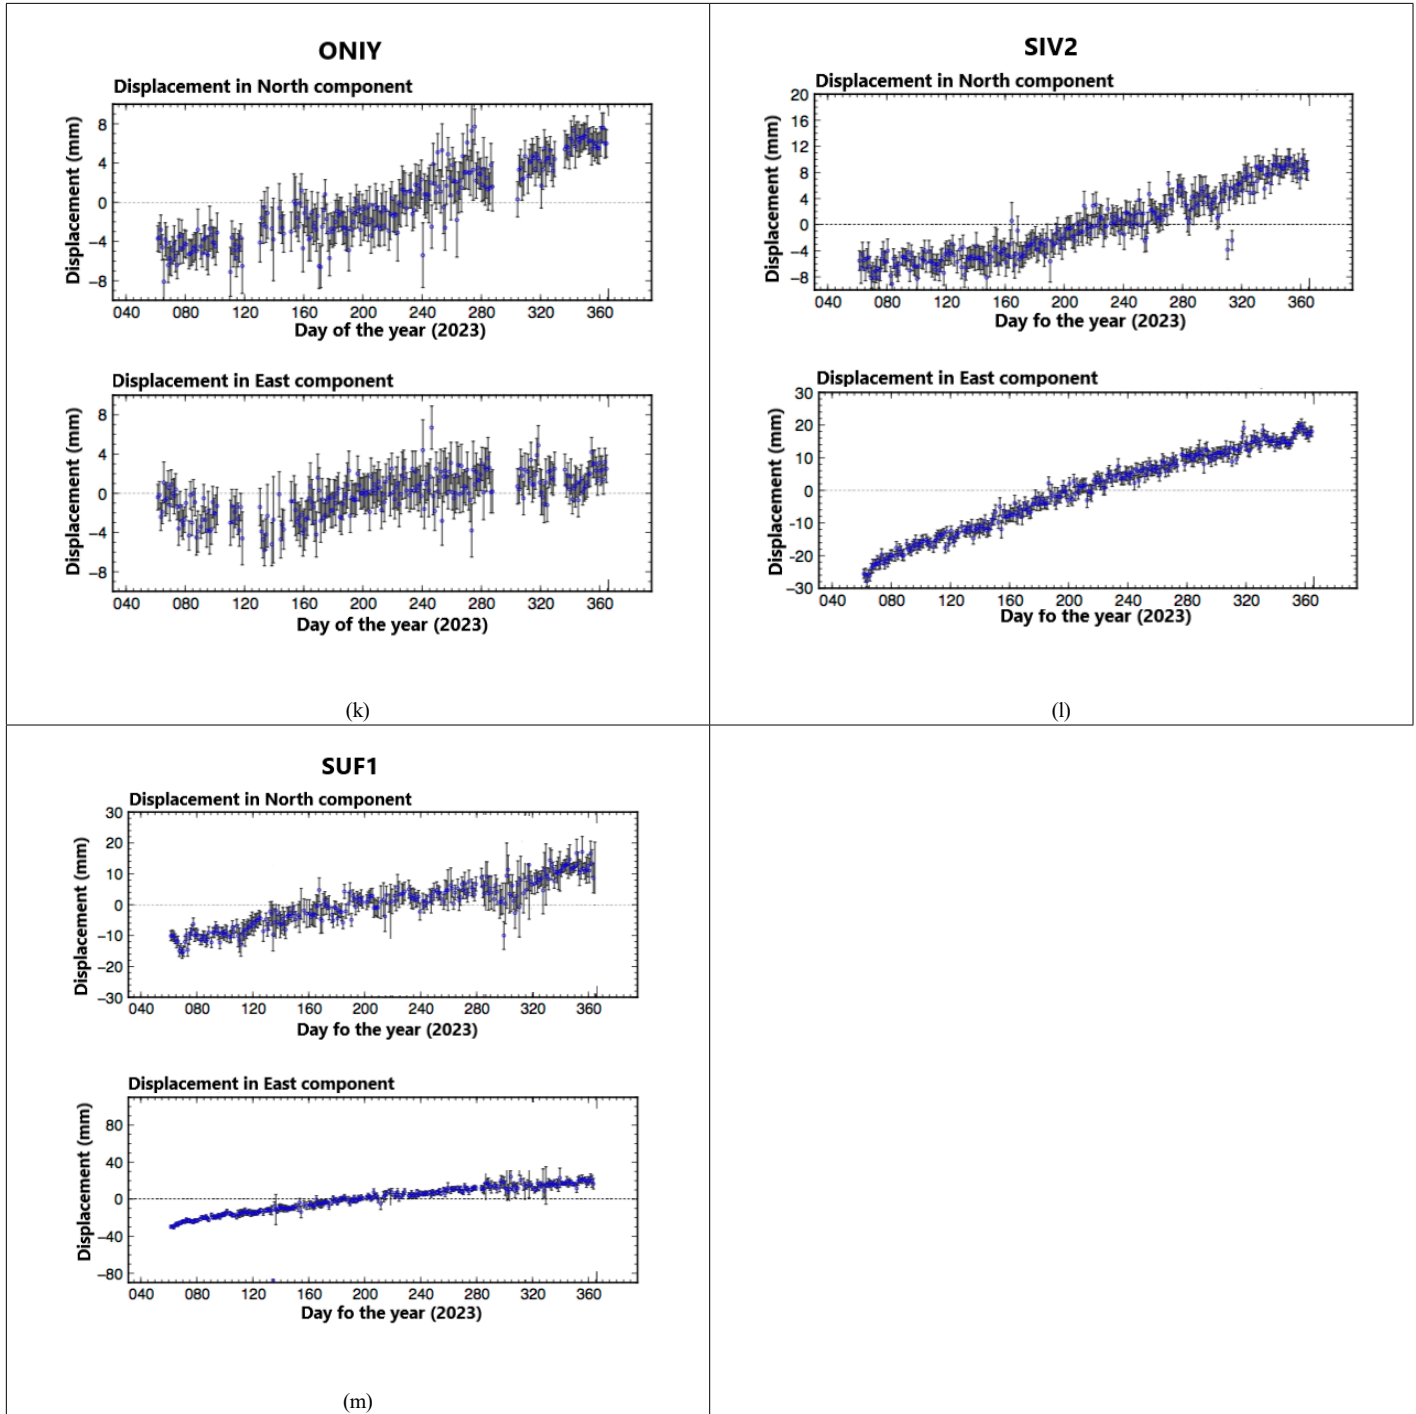 ONIY
Displacement in North component
Displacement (mm)
8
4
0
−4
−8
040 080 120 160 200 240 280 320 360
Day of the year (2023)
Displacement in East component
Displacement (mm)
8
4
0
−4
−8
040 080 120 160 200 240 280 320 360
Day of the year (2023)
(k)
SIV2
Displacement in North component
Displacement (mm)
20
16
12
8
4
0
−4
−8
040 080 120 160 200 240 280 320 360
Day fo the year (2023)
Displacement in East component
Displacement (mm)
30
20
10
0
−10
−20
−30
040 080 120 160 200 240 280 320 360
Day fo the year (2023)
(l)
SUF1
Displacement in North component
Displacement (mm)
30
20
10
0
−10
−20
−30
040 080 120 160 200 240 280 320 360
Day fo the year (2023)
Displacement in East component
Displacement (mm)
80
40
0
−40
−80
040 080 120 160 200 240 280 320 360
Day fo the year (2023)
(m)